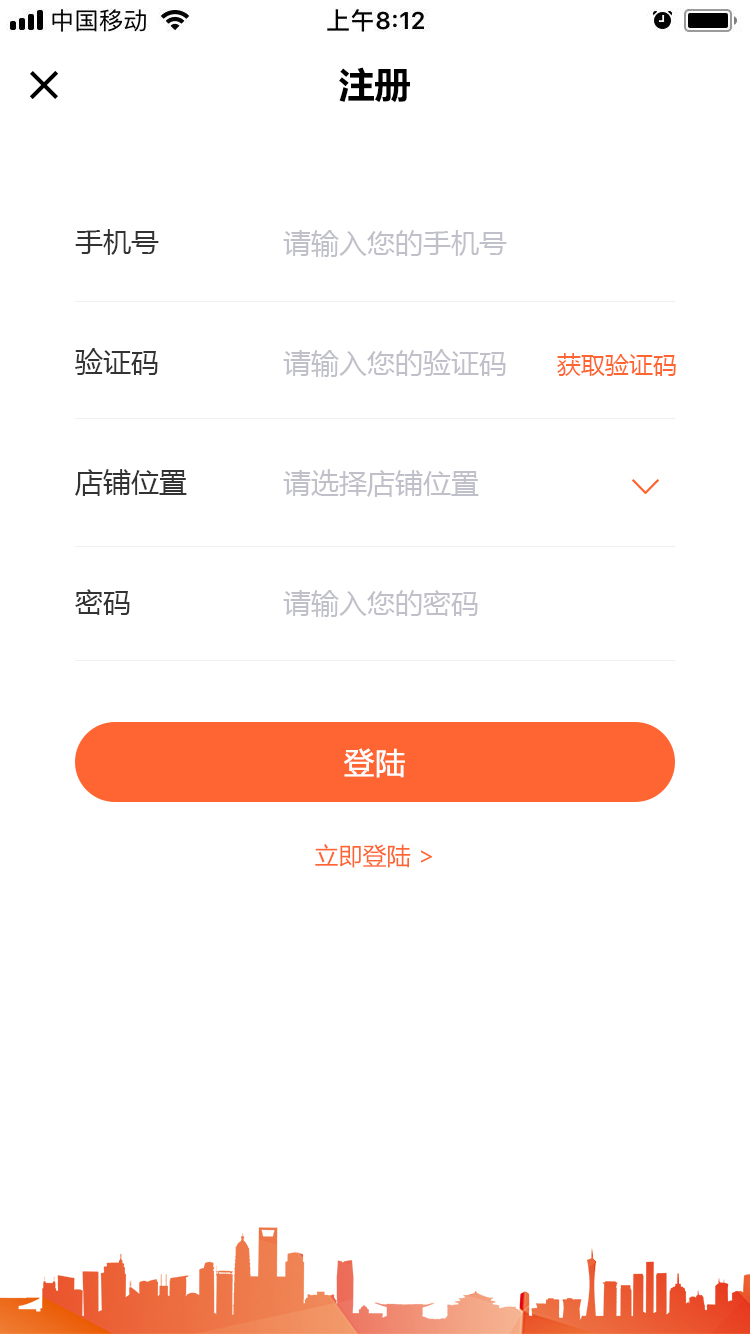 中国移动 上午8:12
注册
手机号 请输入您的手机号
验证码 请输入您的验证码 获取验证码
店铺位置 请选择店铺位置
密码 请输入您的密码
登陆
立即登陆 >